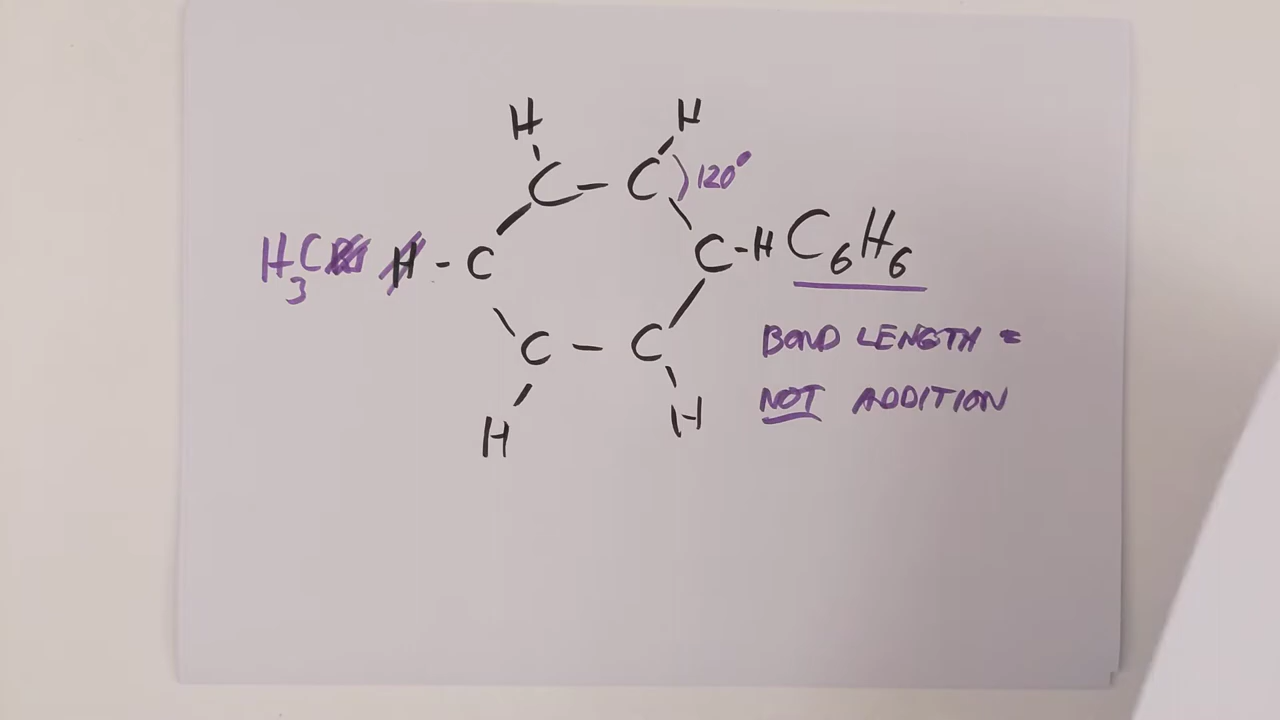 H H
C - C 120°
H₃C H - C C - H C₆H₆
C - C BOND LENGTH =
NOT ADDITION
H H